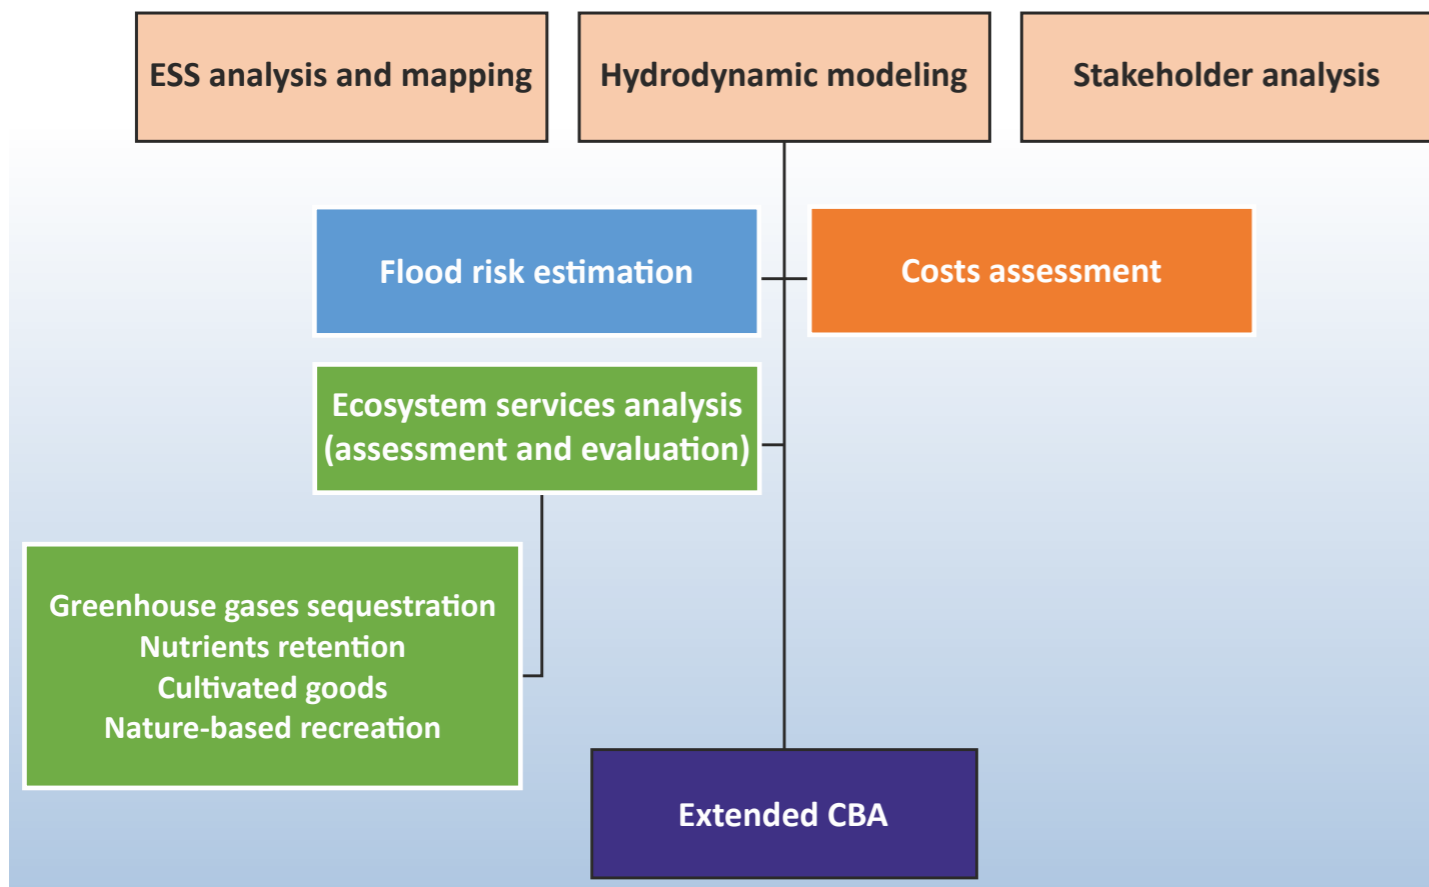 ESS analysis and mapping
Hydrodynamic modeling
Stakeholder analysis
Flood risk estimation
Costs assessment
Ecosystem services analysis
(assessment and evaluation)
Greenhouse gases sequestration
Nutrients retention
Cultivated goods
Nature-based recreation
Extended CBA